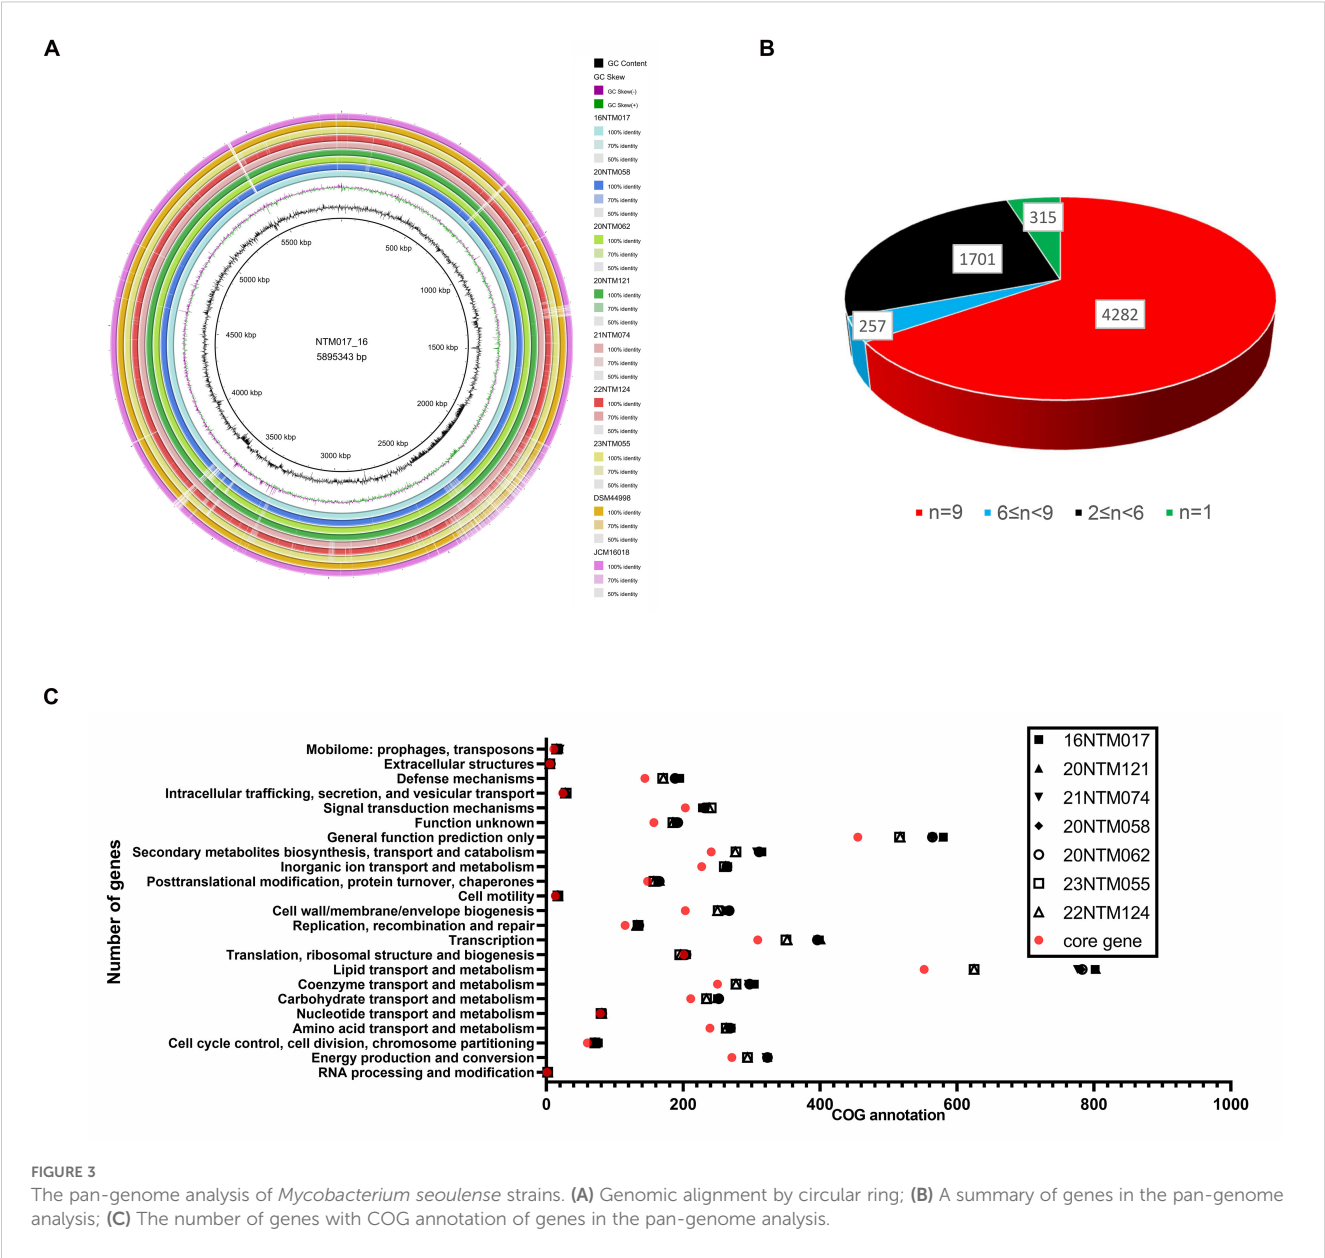 A
GC Content
GC Skew
GC Skew(-)
GC Skew(+)
16NTM017
100% identity
70% identity
50% identity
20NTM058
100% identity
70% identity
50% identity
20NTM062
100% identity
70% identity
50% identity
20NTM121
100% identity
70% identity
50% identity
21NTM074
100% identity
70% identity
50% identity
22NTM124
100% identity
70% identity
50% identity
23NTM055
100% identity
70% identity
50% identity
DSM44998
100% identity
70% identity
50% identity
JCM16018
100% identity
70% identity
50% identity
500 kbp
1000 kbp
1500 kbp
2000 kbp
2500 kbp
3000 kbp
3500 kbp
4000 kbp
4500 kbp
5000 kbp
5500 kbp
NTM017_16
5895343 bp
B
315
1701
257
4282
n=9 6≤n<9 2≤n<6 n=1
C
Number of genes
Mobilome: prophages, transposons
Extracellular structures
Defense mechanisms
Intracellular trafficking, secretion, and vesicular transport
Signal transduction mechanisms
Function unknown
General function prediction only
Secondary metabolites biosynthesis, transport and catabolism
Inorganic ion transport and metabolism
Posttranslational modification, protein turnover, chaperones
Cell motility
Cell wall/membrane/envelope biogenesis
Replication, recombination and repair
Transcription
Translation, ribosomal structure and biogenesis
Lipid transport and metabolism
Coenzyme transport and metabolism
Carbohydrate transport and metabolism
Nucleotide transport and metabolism
Amino acid transport and metabolism
Cell cycle control, cell division, chromosome partitioning
Energy production and conversion
RNA processing and modification
0 200 400 600 800 1000
COG annotation
16NTM017
20NTM121
21NTM074
20NTM058
20NTM062
23NTM055
22NTM124
core gene
FIGURE 3
The pan-genome analysis of Mycobacterium seoulense strains. (A) Genomic alignment by circular ring; (B) A summary of genes in the pan-genome
analysis; (C) The number of genes with COG annotation of genes in the pan-genome analysis.